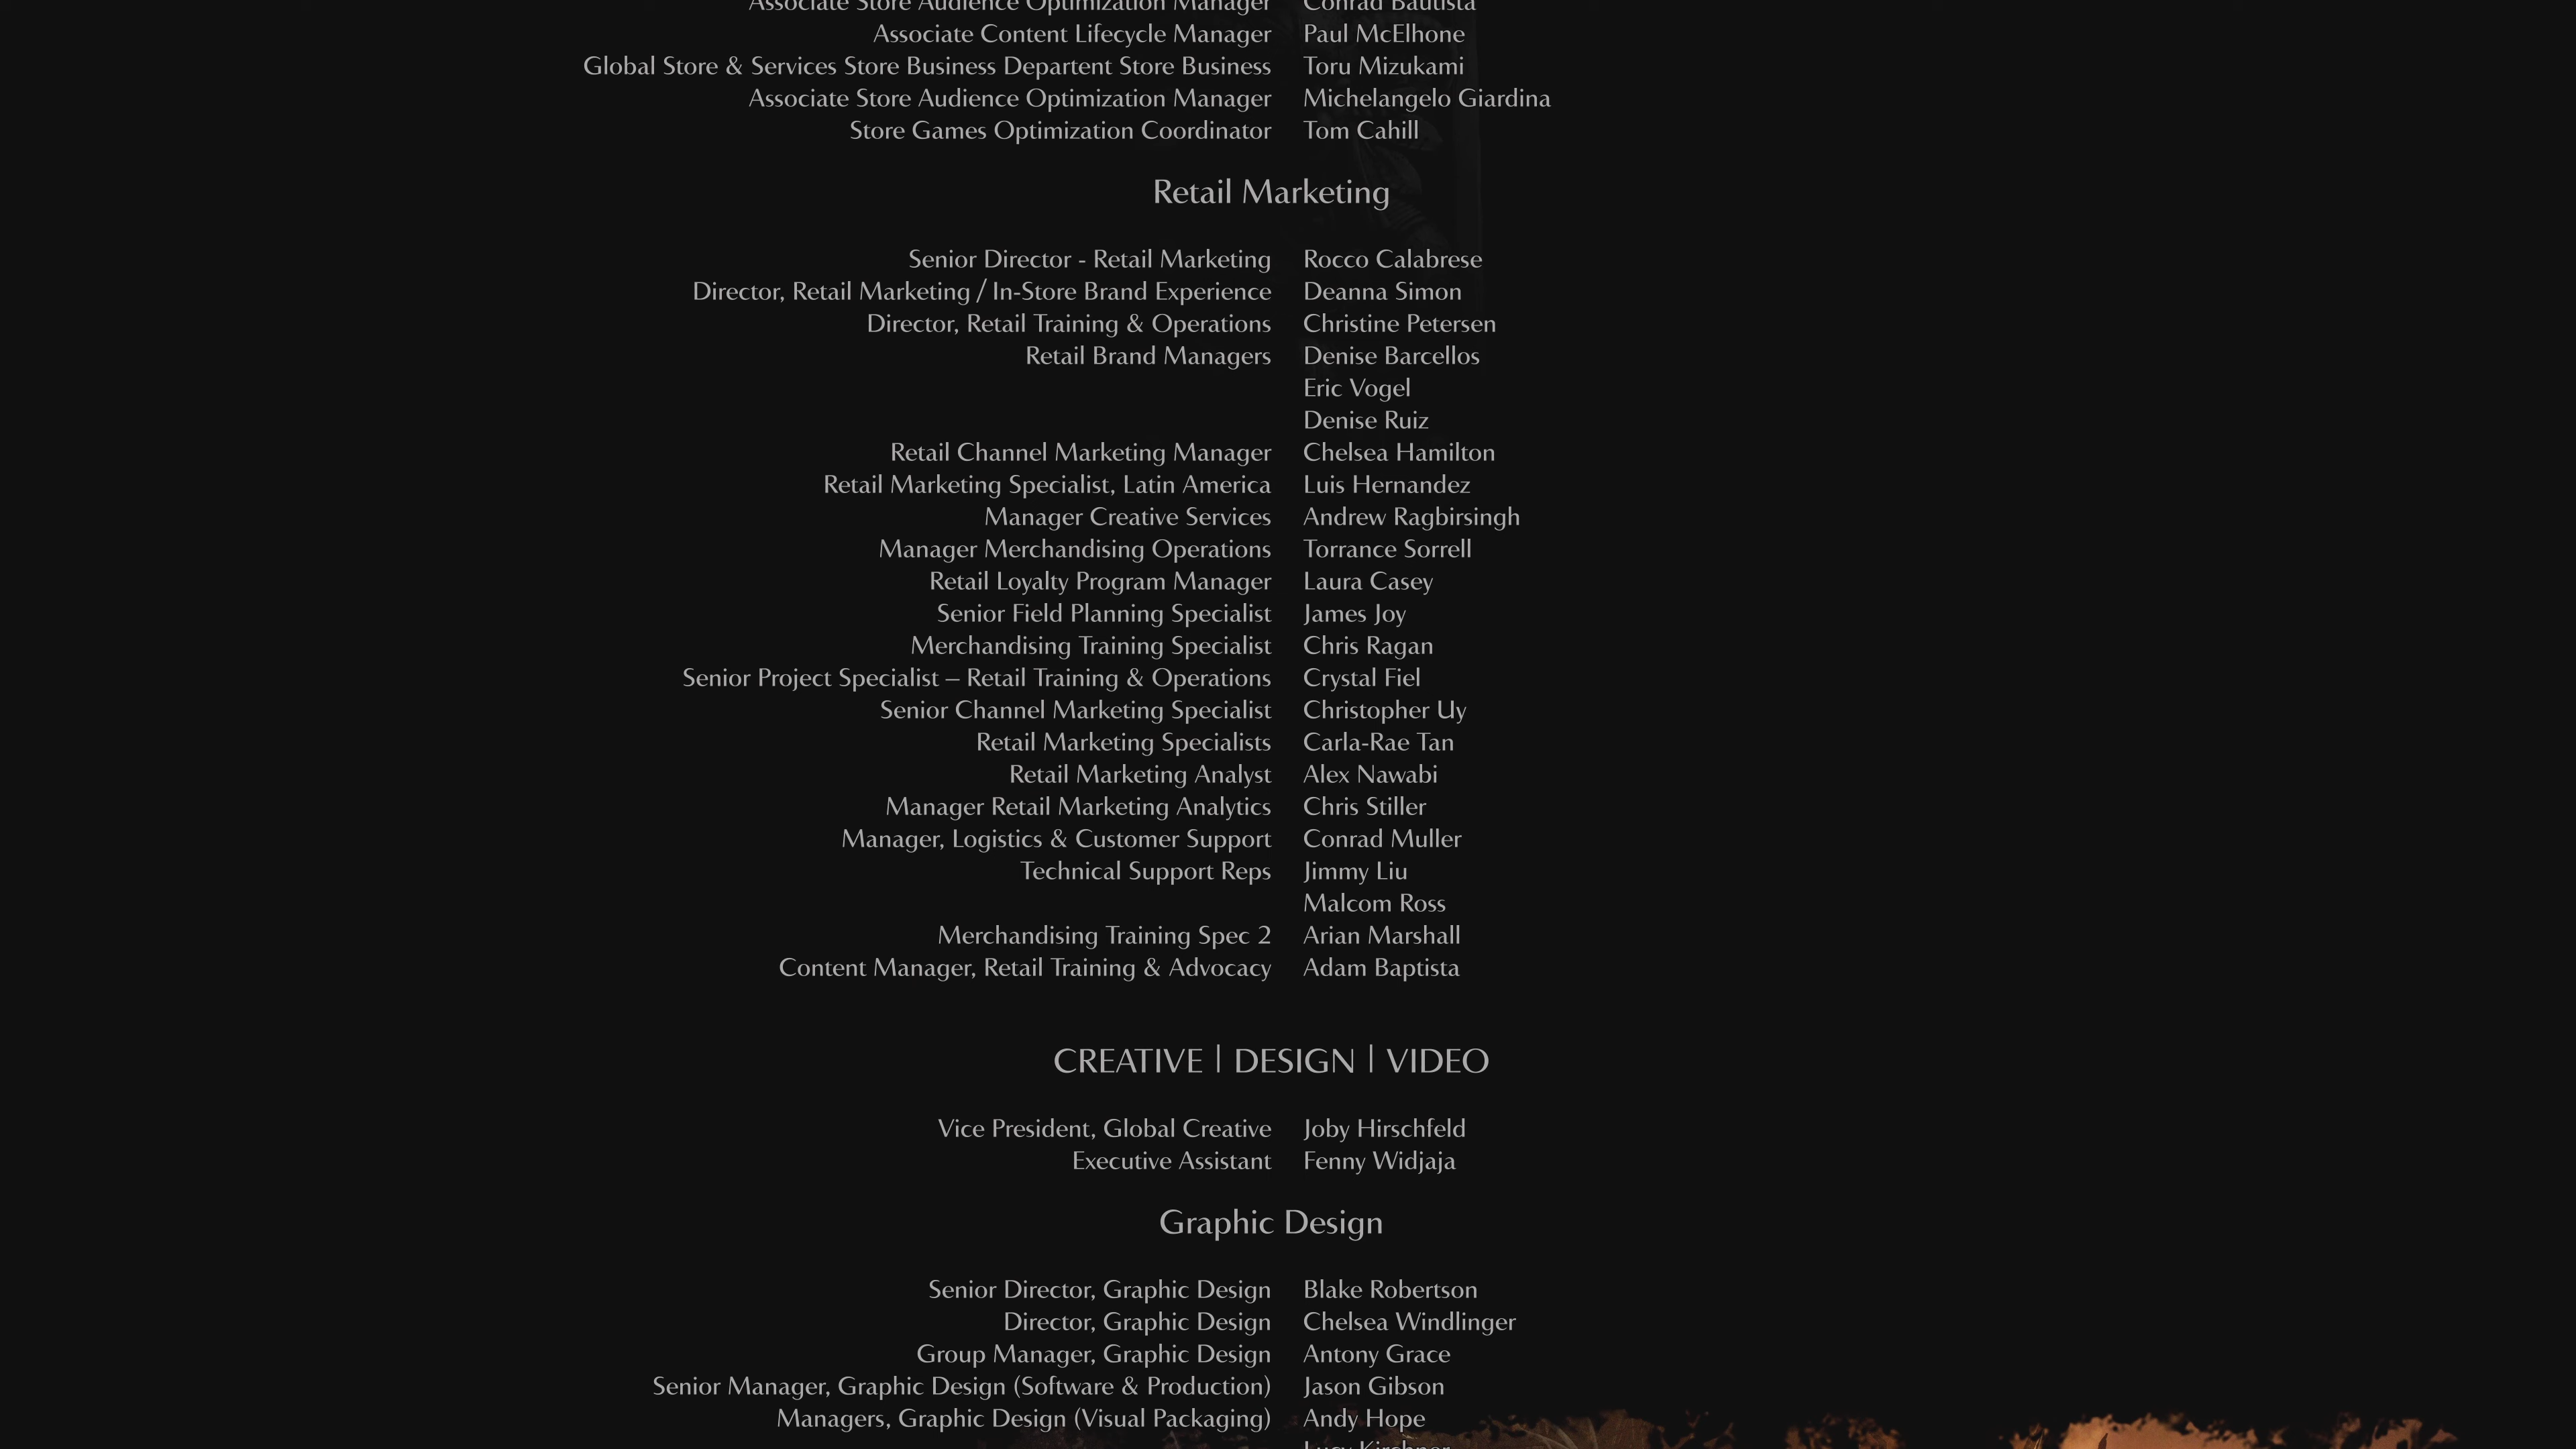 Associate Store Audience Optimization Manager Conrad Bautista
Associate Content Lifecycle Manager Paul McElhone
Global Store & Services Store Business Departent Store Business Toru Mizukami
Associate Store Audience Optimization Manager Michelangelo Giardina
Store Games Optimization Coordinator Tom Cahill
Retail Marketing
Senior Director - Retail Marketing Rocco Calabrese
Director, Retail Marketing / In-Store Brand Experience Deanna Simon
Director, Retail Training & Operations Christine Petersen
Retail Brand Managers Denise Barcellos
Eric Vogel
Denise Ruiz
Retail Channel Marketing Manager Chelsea Hamilton
Retail Marketing Specialist, Latin America Luis Hernandez
Manager Creative Services Andrew Ragbirsingh
Manager Merchandising Operations Torrance Sorrell
Retail Loyalty Program Manager Laura Casey
Senior Field Planning Specialist James Joy
Merchandising Training Specialist Chris Ragan
Senior Project Specialist – Retail Training & Operations Crystal Fiel
Senior Channel Marketing Specialist Christopher Uy
Retail Marketing Specialists Carla-Rae Tan
Retail Marketing Analyst Alex Nawabi
Manager Retail Marketing Analytics Chris Stiller
Manager, Logistics & Customer Support Conrad Muller
Technical Support Reps Jimmy Liu
Malcom Ross
Merchandising Training Spec 2 Arian Marshall
Content Manager, Retail Training & Advocacy Adam Baptista
CREATIVE | DESIGN | VIDEO
Vice President, Global Creative Joby Hirschfeld
Executive Assistant Fenny Widjaja
Graphic Design
Senior Director, Graphic Design Blake Robertson
Director, Graphic Design Chelsea Windlinger
Group Manager, Graphic Design Antony Grace
Senior Manager, Graphic Design (Software & Production) Jason Gibson
Managers, Graphic Design (Visual Packaging) Andy Hope